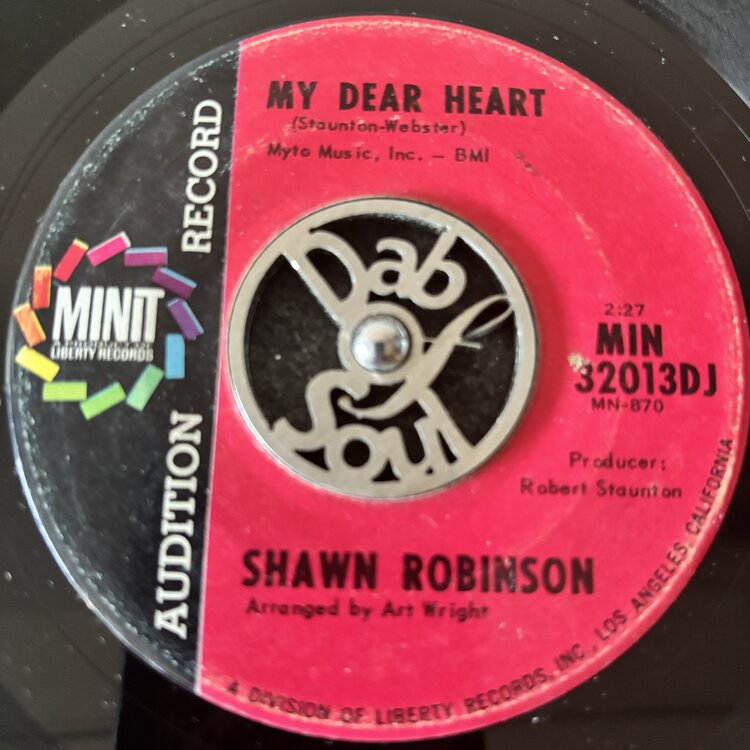 MY DEAR HEART
(Staunton-Webster)
Myto Music, Inc. – BMI
AUDITION RECORD
MINIT
A PRODUCT OF
LIBERTY RECORDS
Dab
of
Soul
2:27
MIN
32013DJ
MN-870
Producer:
Robert Staunton
SHAWN ROBINSON
Arranged by Art Wright
A DIVISION OF LIBERTY RECORDS, INC., LOS ANGELES, CALIFORNIA